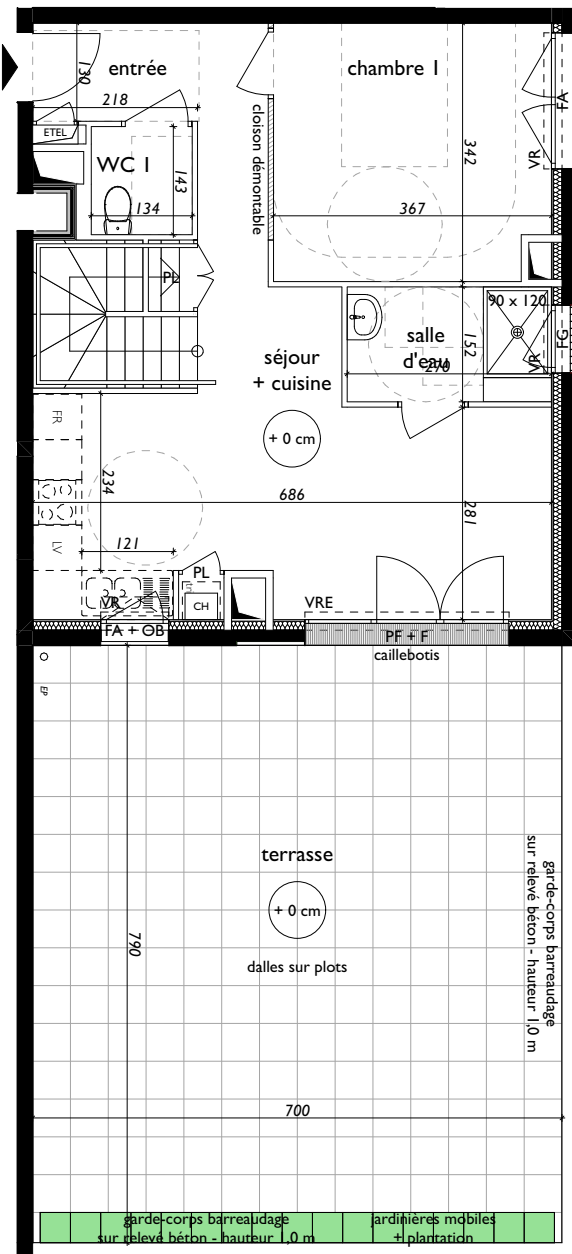 entrée
chambre 1
130
218
FA
VR
ETEL
WC 1
143
134
cloison démontable
342
367
PL
90 x 120
salle
d'eau
270
152
VR
FG
séjour
+ cuisine
+ 0 cm
FR
234
686
281
LV
121
PL
VR
CH
VRE
FA + OB
PF + F
caillebotis
EP
terrasse
+ 0 cm
dalles sur plots
790
garde-corps barreaudage
sur relevé béton - hauteur 1,0 m
700
garde-corps barreaudage
sur relevé béton - hauteur 1,0 m
jardinières mobiles
+ plantation